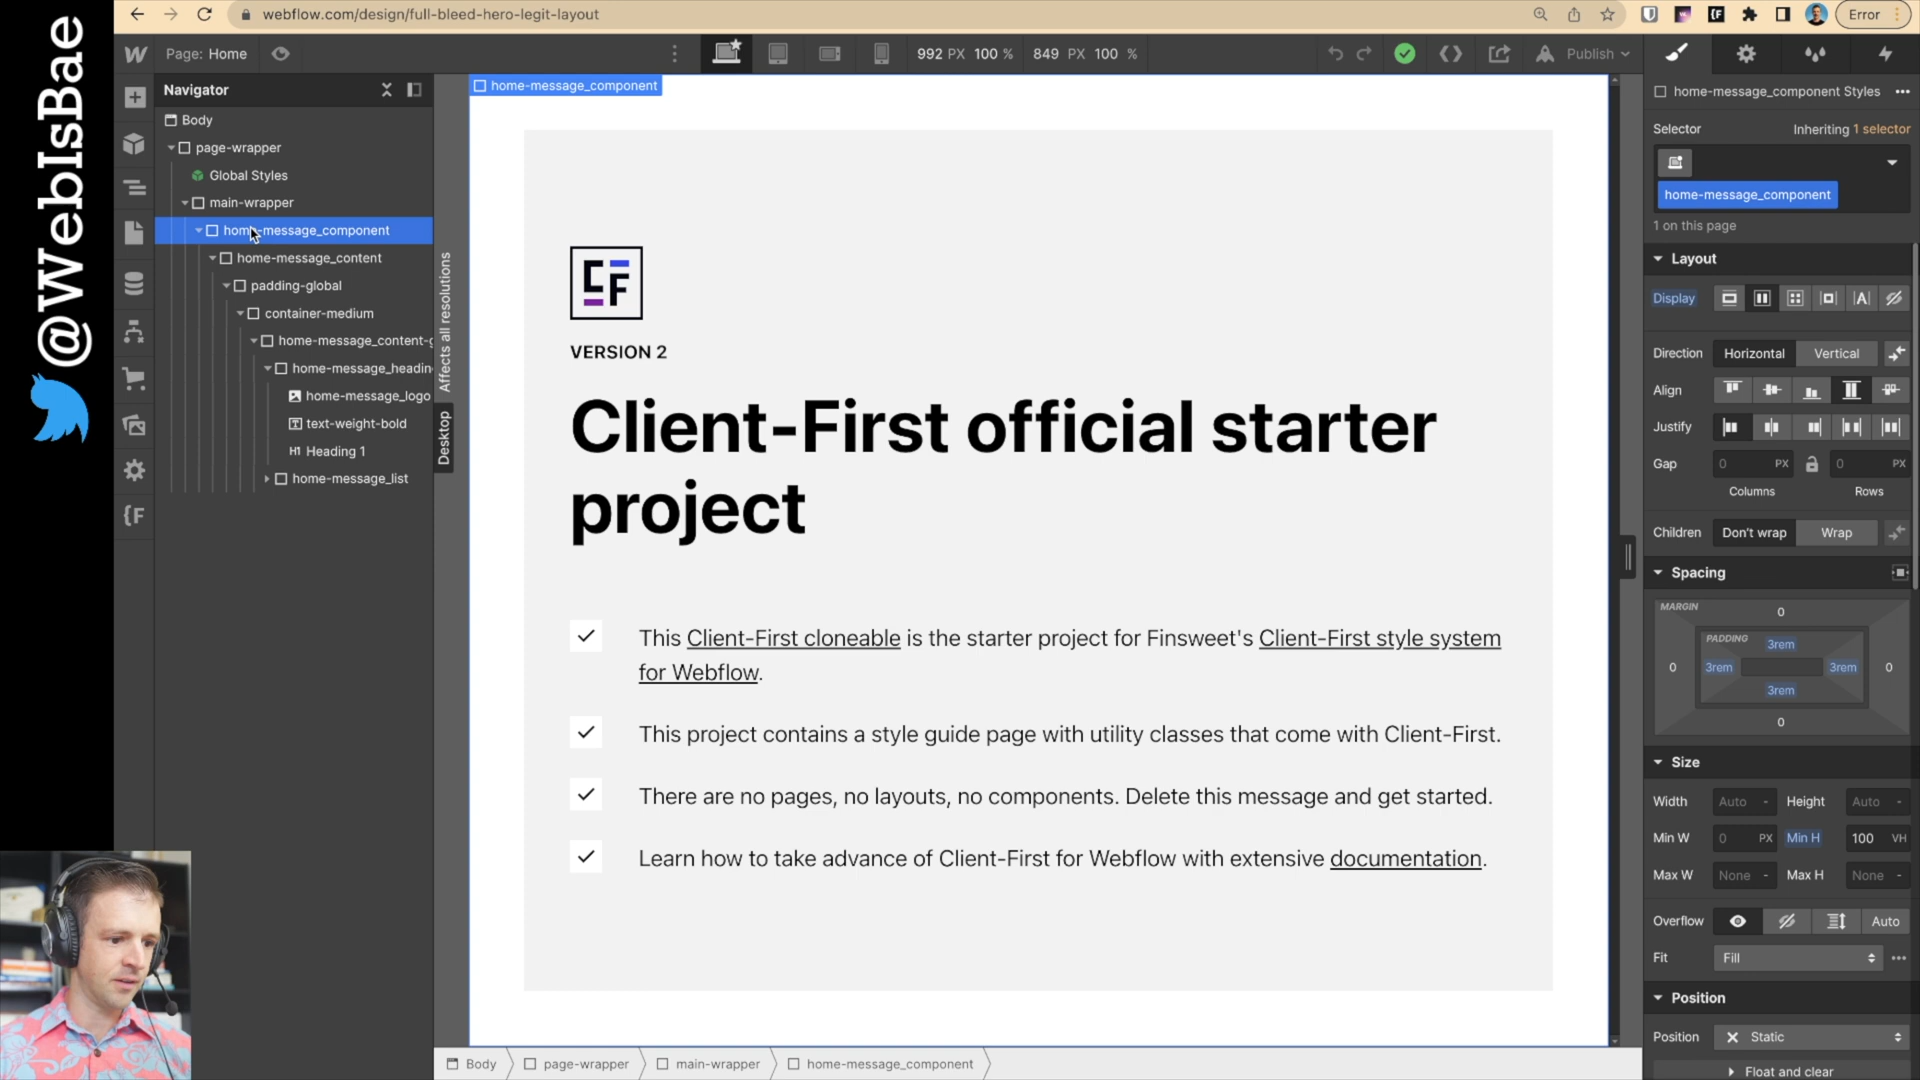 webflow.com/design/full-bleed-hero-legit-layout
Error
@WebIsBae
Page: Home
992 PX 100 %
849 PX 100 %
Publish
Navigator
Body
page-wrapper
Global Styles
main-wrapper
home-message_component
home-message_content
padding-global
container-medium
home-message_content-
home-message_headin
home-message_logo
text-weight-bold
H1 Heading 1
home-message_list
Affects all resolutions
Desktop
home-message_component
CF
VERSION 2
Client-First official starter
project
This Client-First cloneable is the starter project for Finsweet's Client-First style system
for Webflow.
This project contains a style guide page with utility classes that come with Client-First.
There are no pages, no layouts, no components. Delete this message and get started.
Learn how to take advance of Client-First for Webflow with extensive documentation.
Body
page-wrapper
main-wrapper
home-message_component
home-message_component Styles
Selector
Inheriting 1 selector
home-message_component
1 on this page
Layout
Display
Direction
Horizontal
Vertical
Align
Justify
Gap
0 PX
0 PX
Columns
Rows
Children
Don't wrap
Wrap
Spacing
MARGIN
0
PADDING
3rem
0
3rem
3rem
0
3rem
0
Size
Width
Auto -
Height
Auto -
Min W
0 PX
Min H
100 VH
Max W
None -
Max H
None -
Overflow
Auto
Fit
Fill
Position
Position
Static
Float and clear